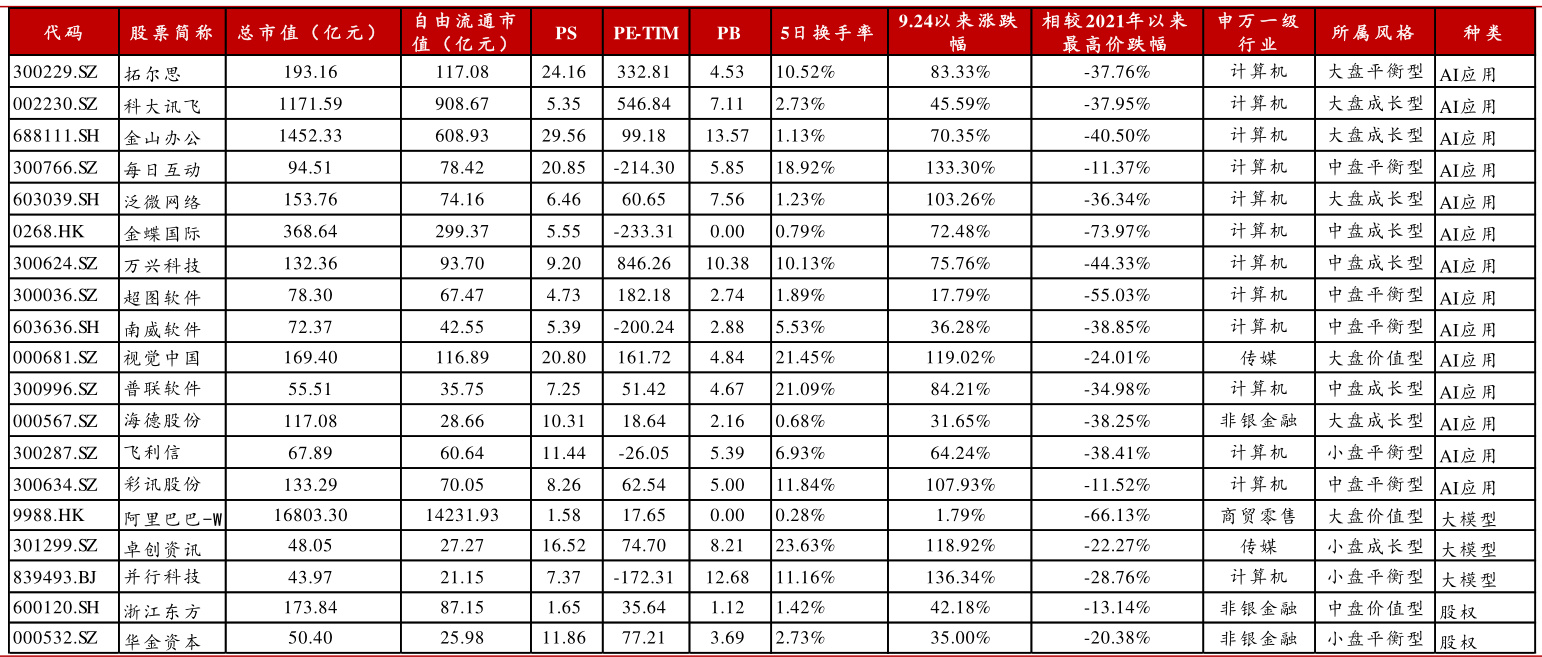 代码 股票简称 总市值（亿元） 自由流通市值（亿元） PS PE-TIM PB 5日换手率 9.24以来涨跌幅 相较2021年以来最高价跌幅 申万一级行业 所属风格 种类
300229.SZ 拓尔思 193.16 117.08 24.16 332.81 4.53 10.52% 83.33% -37.76% 计算机 大盘平衡型 AI应用
002230.SZ 科大讯飞 1171.59 908.67 5.35 546.84 7.11 2.73% 45.59% -37.95% 计算机 大盘成长型 AI应用
688111.SH 金山办公 1452.33 608.93 29.56 99.18 13.57 1.13% 70.35% -40.50% 计算机 大盘成长型 AI应用
300766.SZ 每日互动 94.51 78.42 20.85 -214.30 5.85 18.92% 133.30% -11.37% 计算机 中盘平衡型 AI应用
603039.SH 泛微网络 153.76 74.16 6.46 60.65 7.56 1.23% 103.26% -36.34% 计算机 大盘成长型 AI应用
0268.HK 金蝶国际 368.64 299.37 5.55 -233.31 0.00 0.79% 72.48% -73.97% 计算机 中盘成长型 AI应用
300624.SZ 万兴科技 132.36 93.70 9.20 846.26 10.38 10.13% 75.76% -44.33% 计算机 中盘成长型 AI应用
300036.SZ 超图软件 78.30 67.47 4.73 182.18 2.74 1.89% 17.79% -55.03% 计算机 中盘平衡型 AI应用
603636.SH 南威软件 72.37 42.55 5.39 -200.24 2.88 5.53% 36.28% -38.85% 计算机 中盘平衡型 AI应用
000681.SZ 视觉中国 169.40 116.89 20.80 161.72 4.84 21.45% 119.02% -24.01% 传媒 大盘价值型 AI应用
300996.SZ 普联软件 55.51 35.75 7.25 51.42 4.67 21.09% 84.21% -34.98% 计算机 中盘成长型 AI应用
000567.SZ 海德股份 117.08 28.66 10.31 18.64 2.16 0.68% 31.65% -38.25% 非银金融 大盘成长型 AI应用
300287.SZ 飞利信 67.89 60.64 11.44 -26.05 5.39 6.93% 64.24% -38.41% 计算机 小盘平衡型 AI应用
300634.SZ 彩讯股份 133.29 70.05 8.26 62.54 5.00 11.84% 107.93% -11.52% 计算机 中盘平衡型 AI应用
9988.HK 阿里巴巴-W 16803.30 14231.93 1.58 17.65 0.00 0.28% 1.79% -66.13% 商贸零售 大盘价值型 大模型
301299.SZ 卓创资讯 48.05 27.27 16.52 74.70 8.21 23.63% 118.92% -22.27% 传媒 小盘成长型 大模型
839493.BJ 并行科技 43.97 21.15 7.37 -172.31 12.68 11.16% 136.34% -28.76% 计算机 小盘平衡型 大模型
600120.SH 浙江东方 173.84 87.15 1.65 35.64 1.12 1.42% 42.18% -13.14% 非银金融 中盘价值型 股权
000532.SZ 华金资本 50.40 25.98 11.86 77.21 3.69 2.73% 35.00% -20.38% 非银金融 小盘平衡型 股权